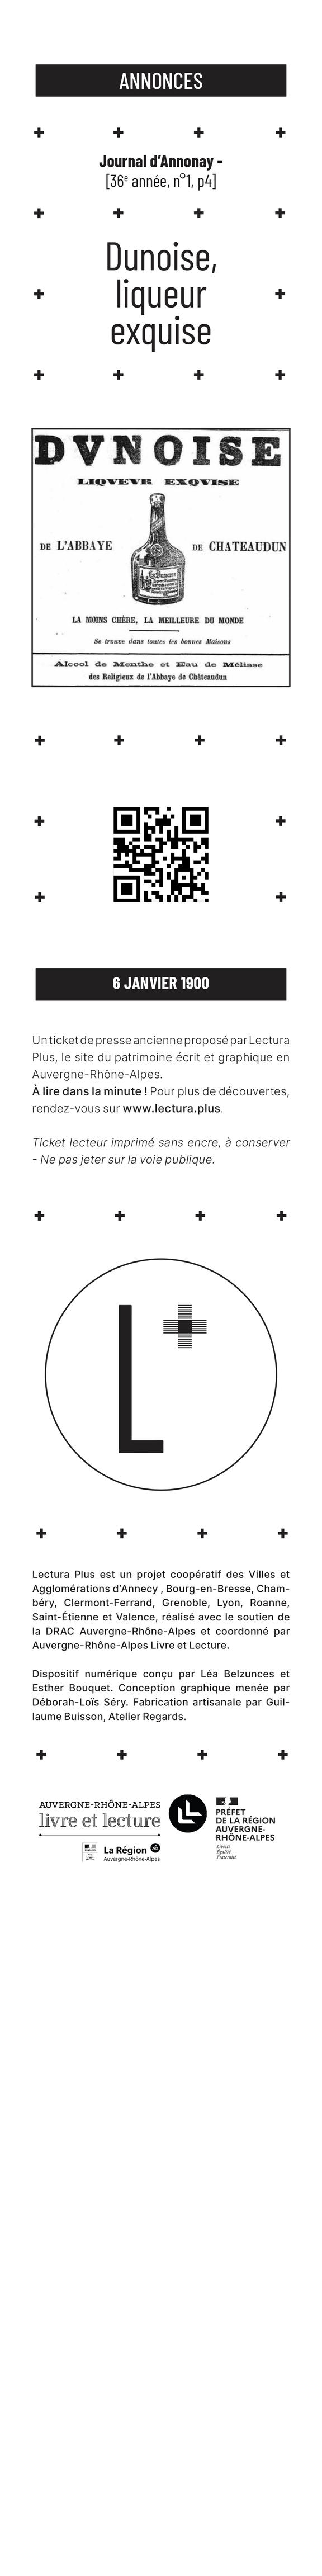 ANNONCES
Journal d’Annonay -
[36e année, n°1, p4]
Dunoise,
liqueur
exquise
DVNOISE
LIQVEVR EXQVISE
DE L'ABBAYE DE CHATEAUDUN
LA MOINS CHÈRE, LA MEILLEURE DU MONDE
Se trouve dans toutes les bonnes Maisons
Alcool de Menthe et Eau de Mélisse
des Religieux de l'Abbaye de Châteaudun
6 JANVIER 1900
Un ticket de presse ancienne proposé par Lectura
Plus, le site du patrimoine écrit et graphique en
Auvergne-Rhône-Alpes.
À lire dans la minute ! Pour plus de découvertes,
rendez-vous sur www.lectura.plus.
Ticket lecteur imprimé sans encre, à conserver
- Ne pas jeter sur la voie publique.
L+
Lectura Plus est un projet coopératif des Villes et
Agglomérations d’Annecy , Bourg-en-Bresse, Cham-
béry, Clermont-Ferrand, Grenoble, Lyon, Roanne,
Saint-Étienne et Valence, réalisé avec le soutien de
la DRAC Auvergne-Rhône-Alpes et coordonné par
Auvergne-Rhône-Alpes Livre et Lecture.
Dispositif numérique conçu par Léa Belzunces et
Esther Bouquet. Conception graphique menée par
Déborah-Loïs Séry. Fabrication artisanale par Guil-
laume Buisson, Atelier Regards.
AUVERGNE-RHÔNE-ALPES
livre et lecture
La Région
Auvergne-Rhône-Alpes
PRÉFET
DE LA RÉGION
AUVERGNE-
RHÔNE-ALPES
Liberté
Égalité
Fraternité